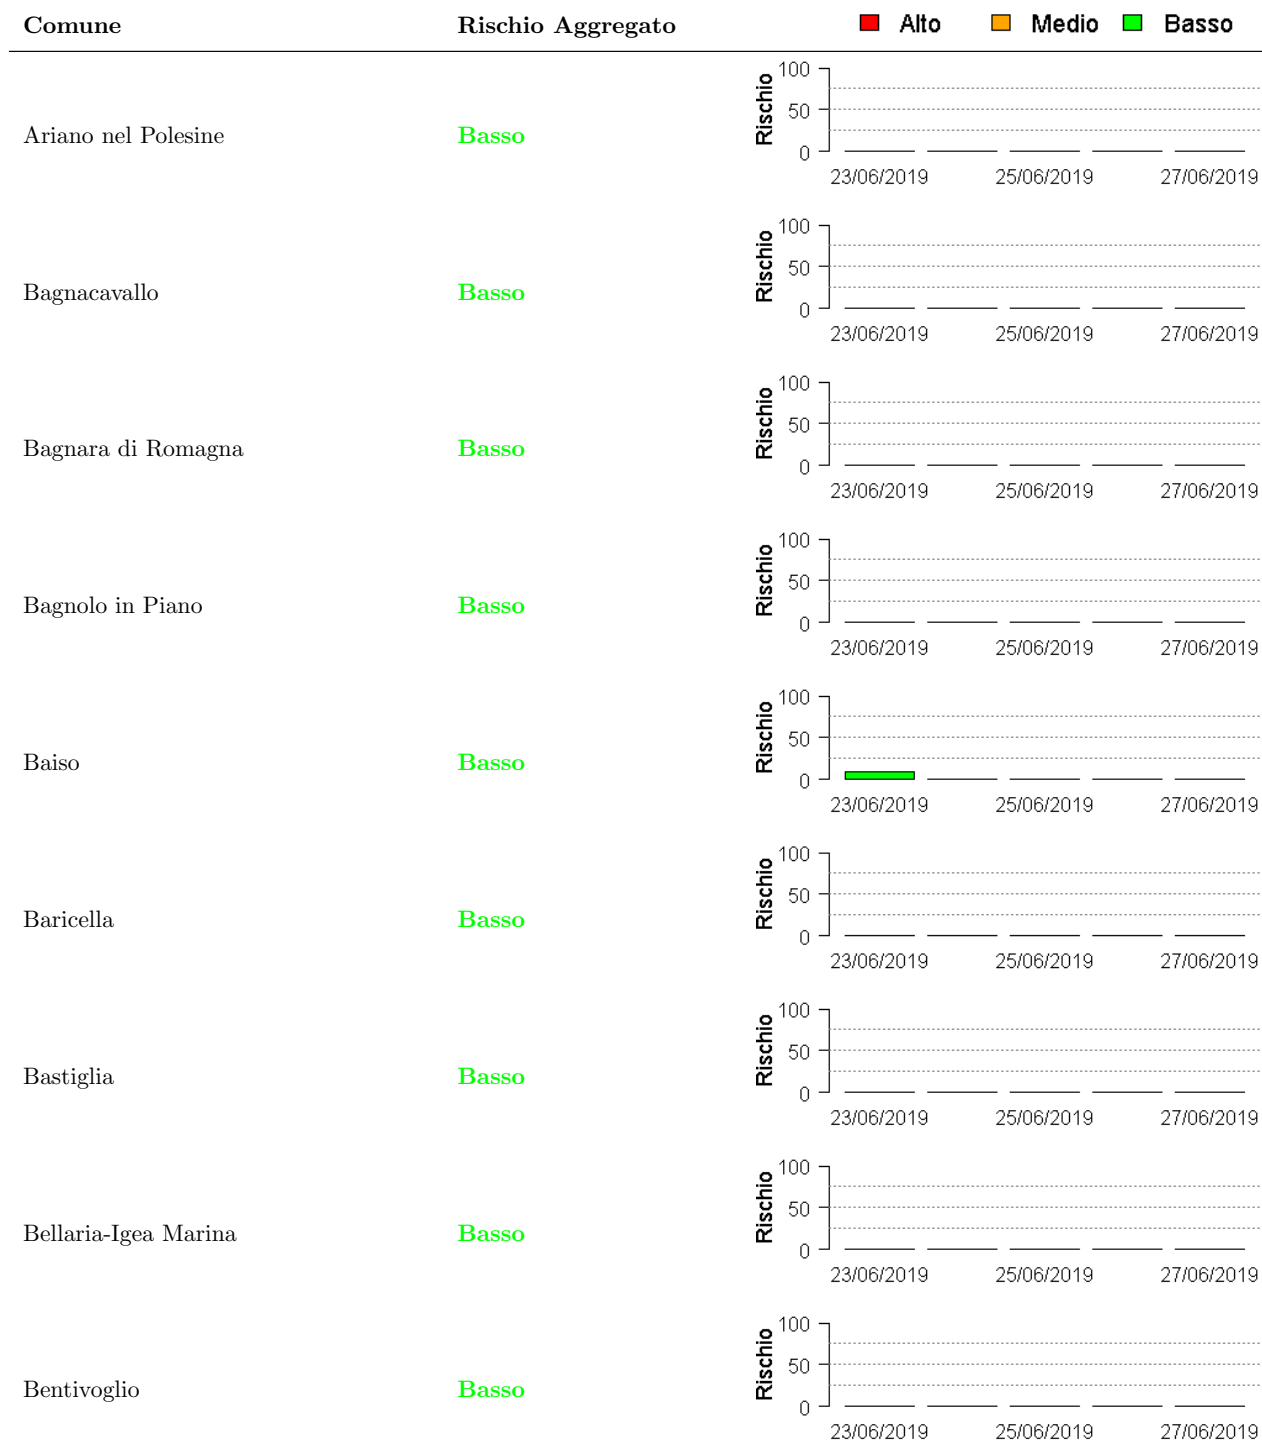 Comune Rischio Aggregato Alto Medio Basso
Ariano nel Polesine Basso
Rischio
100
50
0
23/06/2019 25/06/2019 27/06/2019
Bagnacavallo Basso
Rischio
100
50
0
23/06/2019 25/06/2019 27/06/2019
Bagnara di Romagna Basso
Rischio
100
50
0
23/06/2019 25/06/2019 27/06/2019
Bagnolo in Piano Basso
Rischio
100
50
0
23/06/2019 25/06/2019 27/06/2019
Baiso Basso
Rischio
100
50
0
23/06/2019 25/06/2019 27/06/2019
Baricella Basso
Rischio
100
50
0
23/06/2019 25/06/2019 27/06/2019
Bastiglia Basso
Rischio
100
50
0
23/06/2019 25/06/2019 27/06/2019
Bellaria-Igea Marina Basso
Rischio
100
50
0
23/06/2019 25/06/2019 27/06/2019
Bentivoglio Basso
Rischio
100
50
0
23/06/2019 25/06/2019 27/06/2019